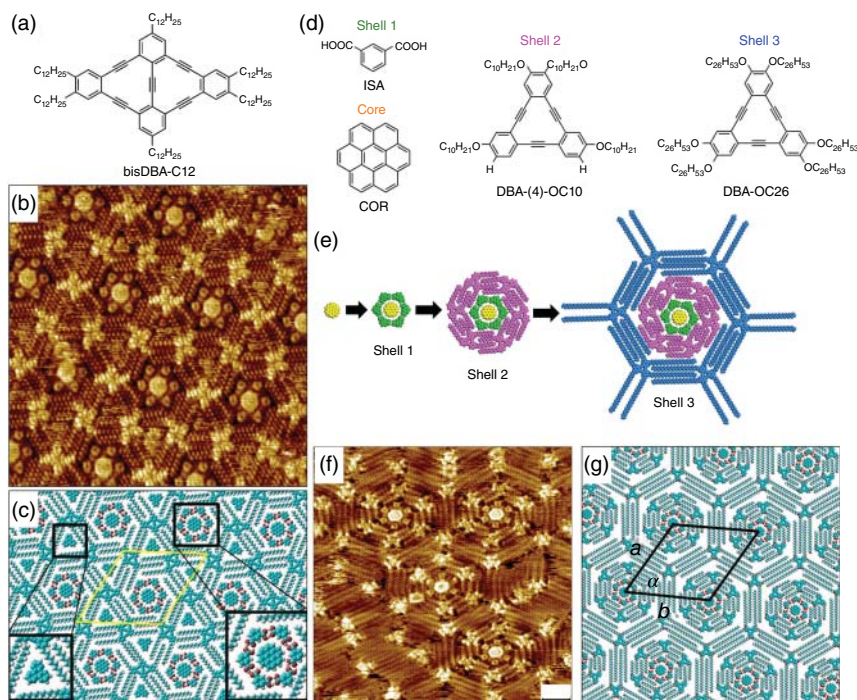 (a)
C12H25
C12H25
C12H25
C12H25
C12H25
C12H25
bisDBA-C12
(d)
Shell 1
HOOC
COOH
ISA
Core
COR
Shell 2
C10H21O
C10H21O
C10H21O
OC10H21
H
H
DBA-(4)-OC10
Shell 3
C26H53O
OC26H53
C26H53O
OC26H53
C26H53O
OC26H53
DBA-OC26
(b)
(e)
Shell 1
Shell 2
Shell 3
(c)
(f)
(g)
a
α
b